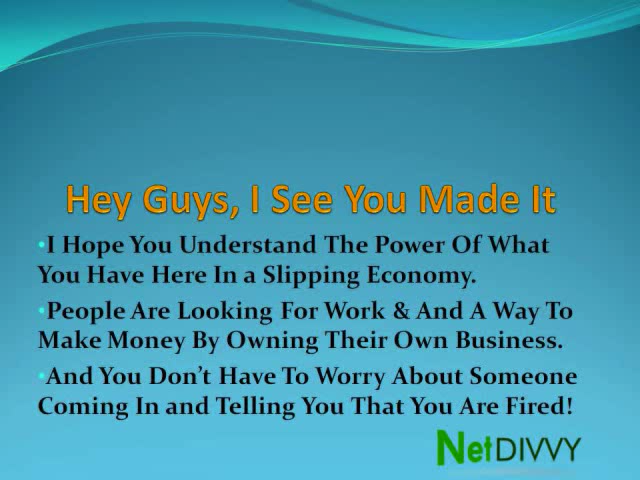 Hey Guys, I See You Made It
•I Hope You Understand The Power Of What
You Have Here In a Slipping Economy.
•People Are Looking For Work & And A Way To
Make Money By Owning Their Own Business.
•And You Don’t Have To Worry About Someone
Coming In and Telling You That You Are Fired!
NetDIVVY